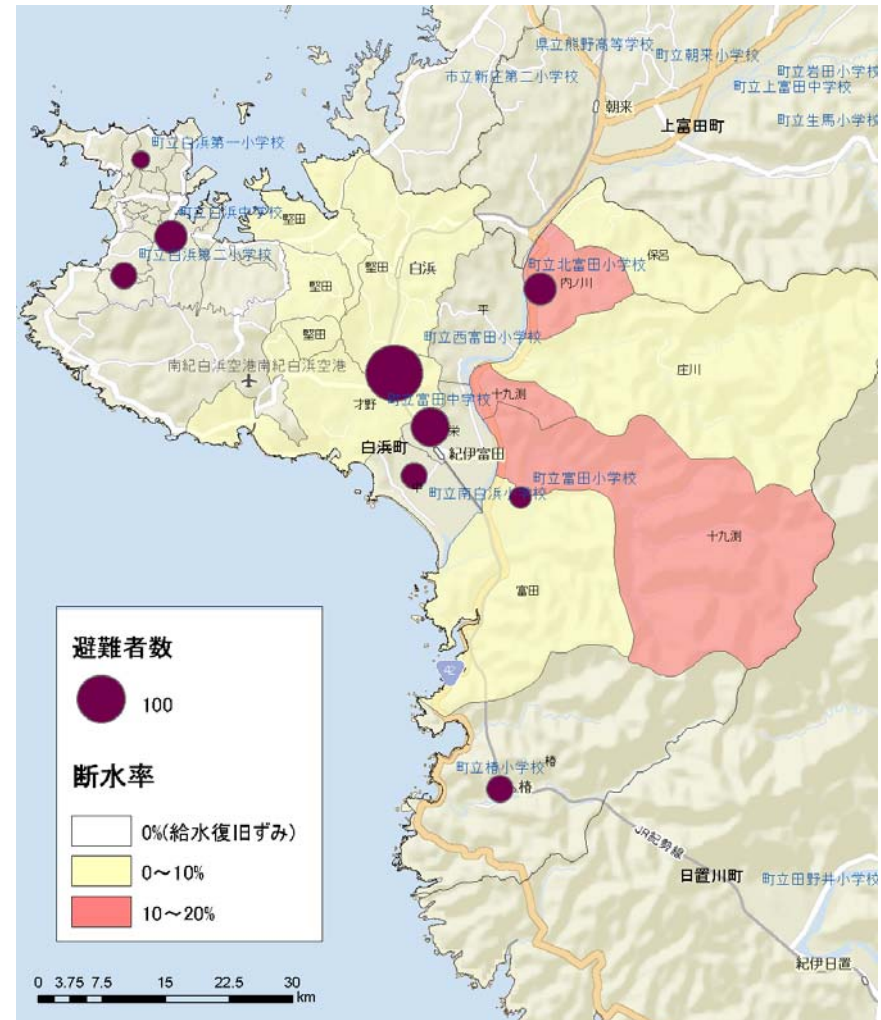 県立熊野高等学校
町立朝来小学校
町立岩田小学校
市立新庄第二小学校
町立上富田中学校
朝来
上富田町
町立生馬小学校
町立白浜第一小学校
町立白浜中学校
堅田
町立白浜第二小学校
堅田
白浜
保呂
町立北富田小学校
内ノ川
堅田
平
堅田
町立西富田小学校
南紀白浜空港南紀白浜空港
庄川
才野
町立富田中学校
十九渕
栄
白浜町
紀伊富田
町立富田小学校
中
町立南白浜小学校
十九渕
富田
42
町立椿小学校
椿
椿
JR紀勢線
日置川町
町立田野井小学校
紀伊日置
避難者数
100
断水率
0%(給水復旧ずみ)
0～10%
10～20%
0 3.75 7.5 15 22.5 30
km